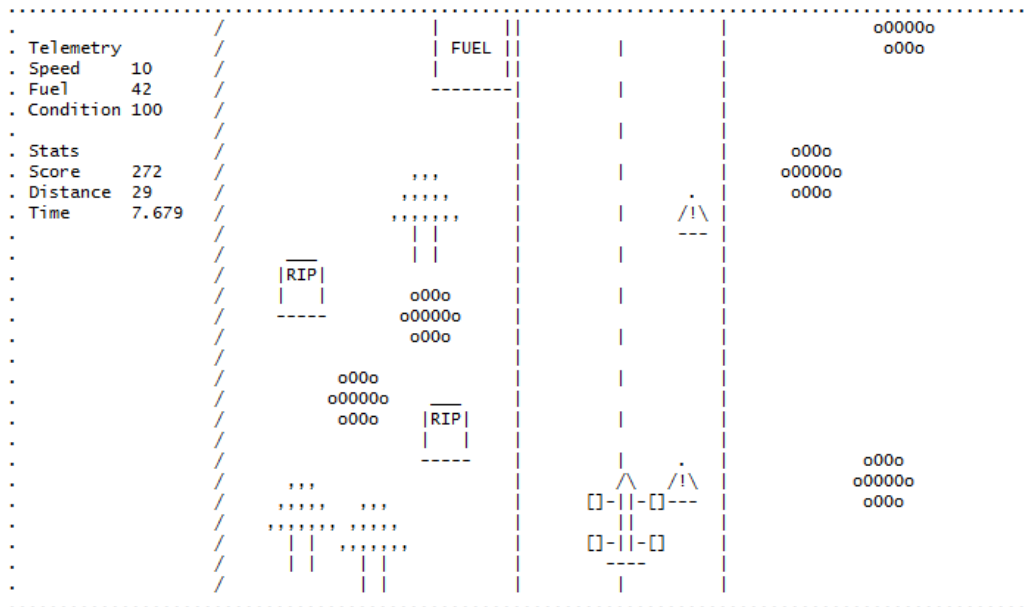 FUEL
Telemetry
Speed 10
Fuel 42
Condition 100
Stats
Score 272
Distance 29
Time 7.679
RIP
RIP